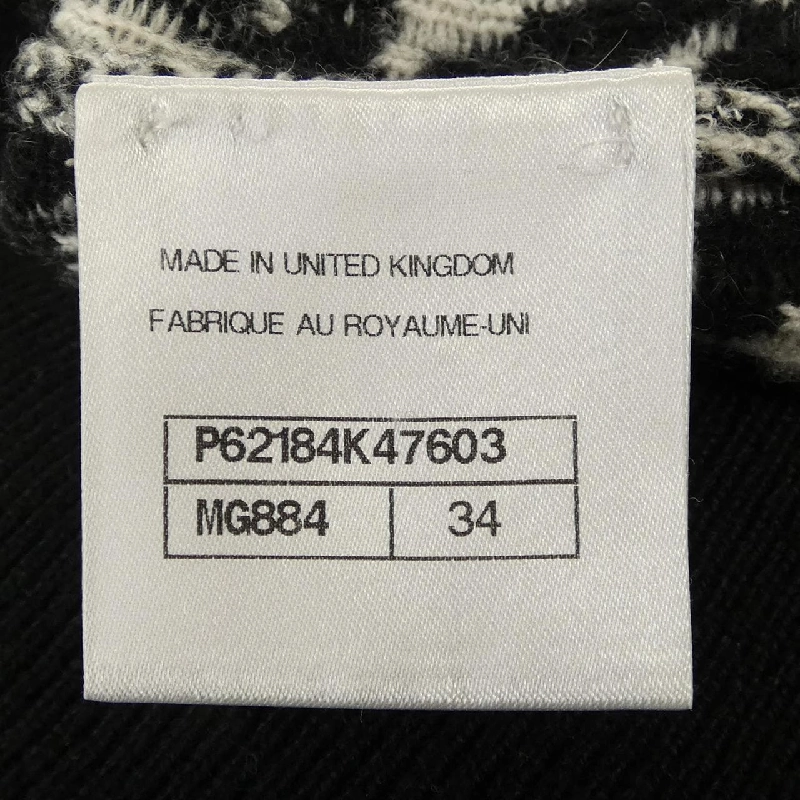 MADE IN UNITED KINGDOM
FABRIQUE AU ROYAUME-UNI
P62184K47603
MG884 34